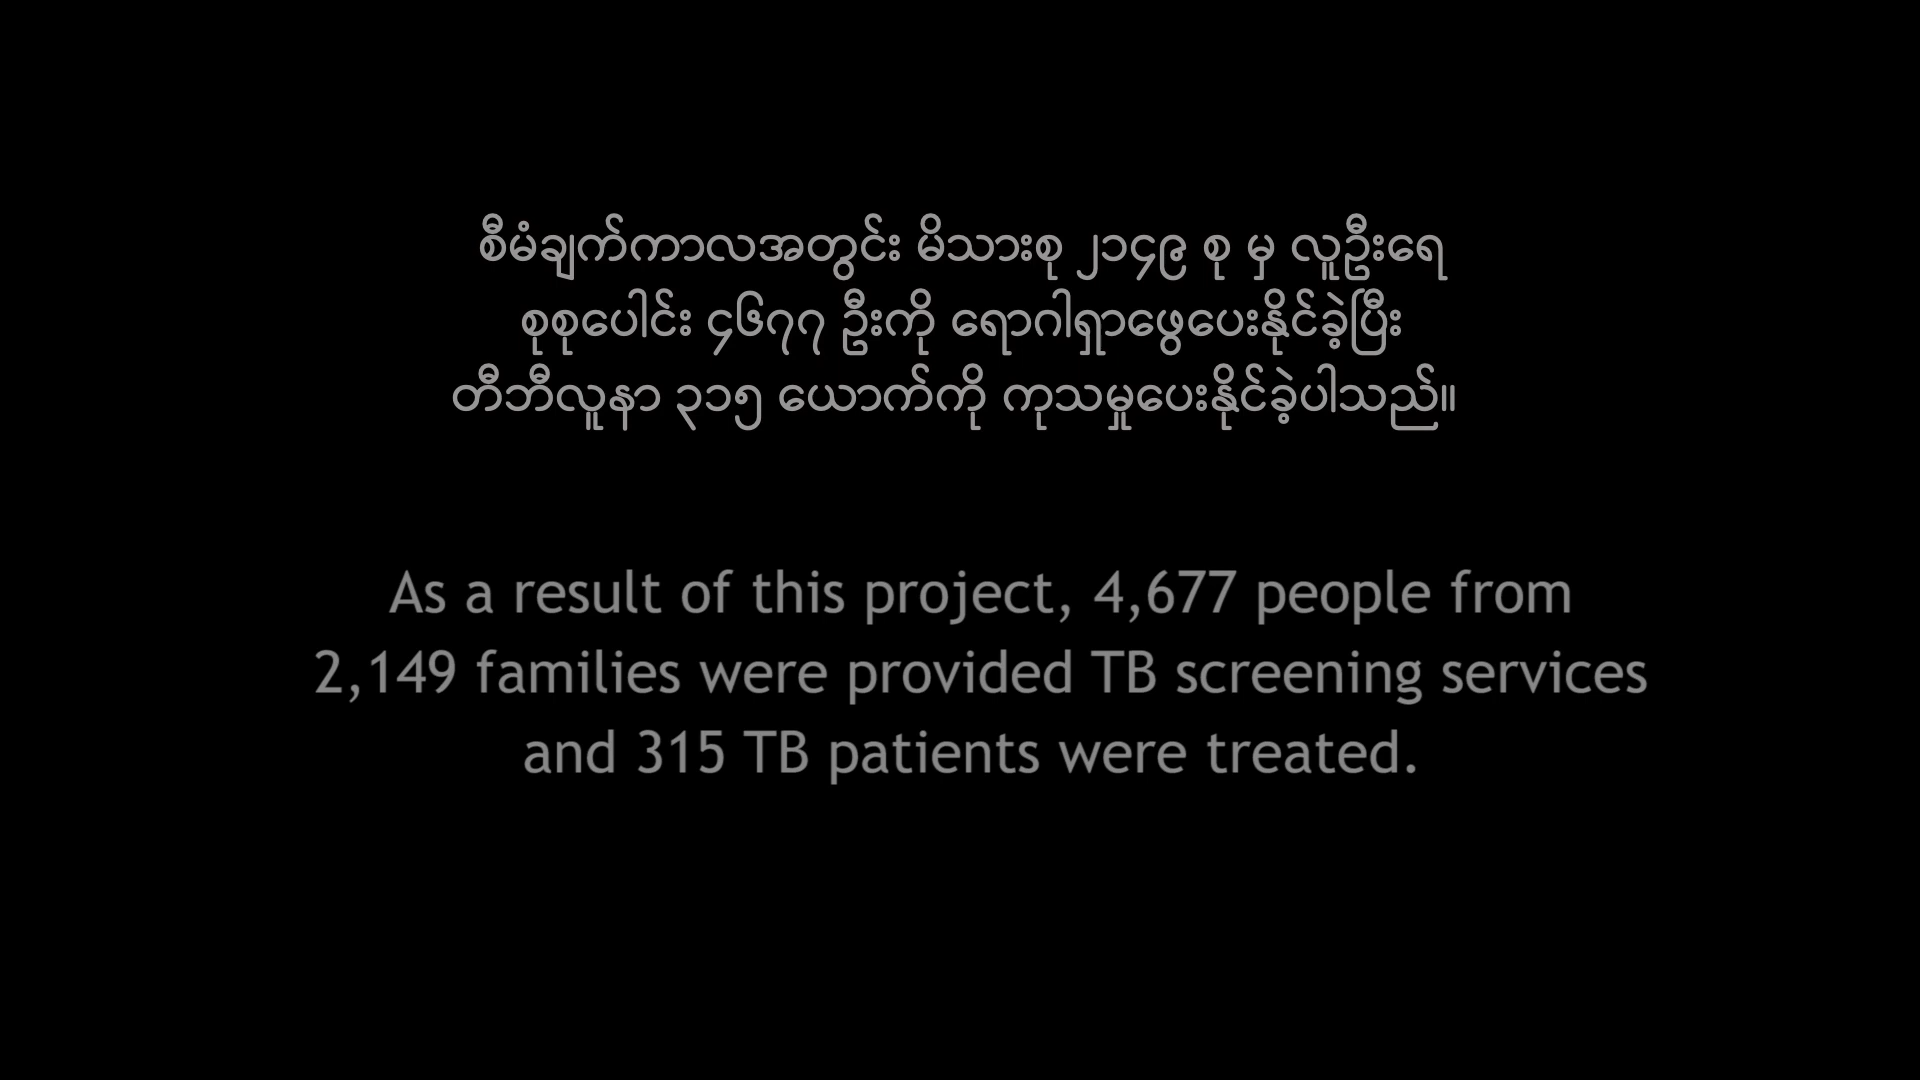 စီမံချက်ကာလအတွင်း မိသားစု ၂၁၄၉ စု မှ လူဦးရေ
စုစုပေါင်း ၄၆၇၇ ဦးကို ရောဂါရှာဖွေပေးနိုင်ခဲ့ပြီး
တီဘီလူနာ ၃၁၅ ယောက်ကို ကုသမှုပေးနိုင်ခဲ့ပါသည်။
As a result of this project, 4,677 people from
2,149 families were provided TB screening services
and 315 TB patients were treated.